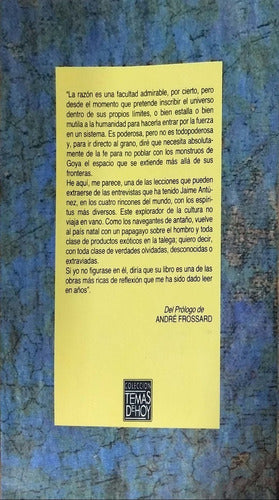 "La razón es una facultad admirable, por cierto, pero
desde el momento que pretende inscribir el universo
dentro de sus propios límites, o bien estalla o bien
mutila a la humanidad para hacerla entrar por la fuerza
en un sistema. Es poderosa, pero no es todopoderosa
y, para ir directo al grano, diré que necesita absoluta-
mente de la fe para no poblar con los monstruos de
Goya el espacio que se extiende más allá de sus
fronteras.
He aquí, me parece, una de las lecciones que pueden
extraerse de las entrevistas que ha tenido Jaime Antú-
nez, en los cuatro rincones del mundo, con los espíri-
tus más diversos. Este explorador de la cultura no
viaja en vano. Como los navegantes de antaño, vuelve
al país natal con un papagayo sobre el hombro y toda
clase de productos exóticos en la talega; quiero decir,
con toda clase de verdades olvidadas, desconocidas o
extraviadas.
Si yo no figurase en él, diría que su libro es una de las
obras más ricas de reflexión que me ha sido dado leer
en años".
Del Prólogo de
ANDRÉ FROSSARD
COLECCION
TEMAS
DE HOY